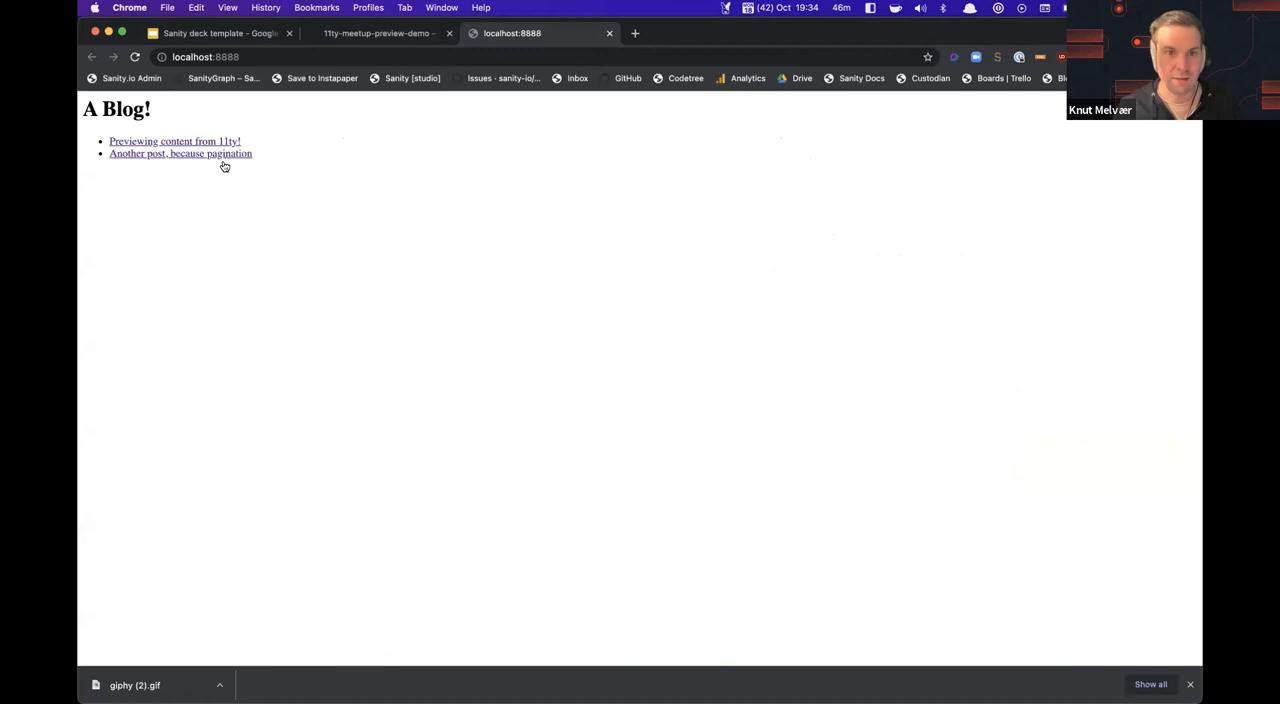 Chrome File Edit View History Bookmarks Profiles Tab Window Help (42) Oct 19:34 46m
Sanity deck template - Google 11ty-meetup-preview-demo - localhost:8888
localhost:8888
Sanity.io Admin SanityGraph – Sa... Save to Instapaper Sanity [studio] Issues · sanity-io/... Inbox GitHub Codetree Analytics Drive Sanity Docs Custodian Boards | Trello Bl
Knut Melvær
A Blog!
Previewing content from 11ty!
Another post, because pagination
giphy (2).gif Show all